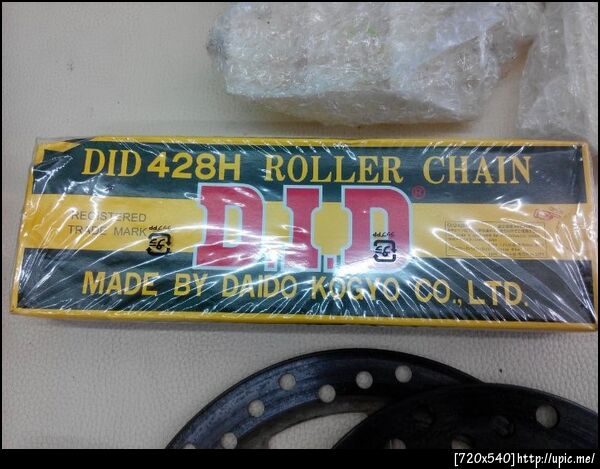 DID 428H ROLLER CHAIN
REGISTERED
TRADE MARK
D.I.D®
MADE BY DAIDO KOGYO CO., LTD.
[720x540]http://upic.me/